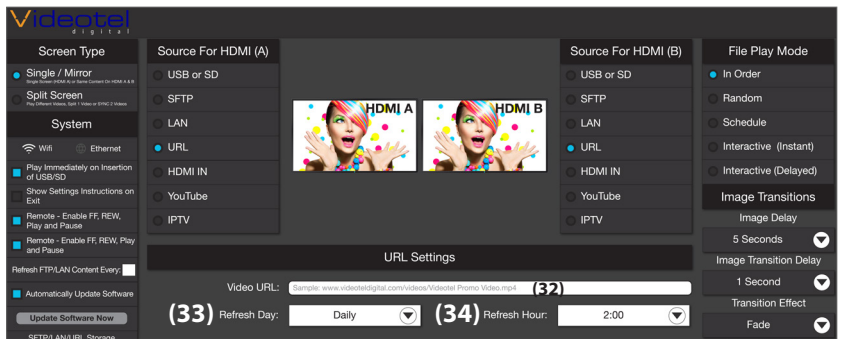 Videotel
digital
Screen Type
Single / Mirror
Single Screen (HDMI A) or Same Content On HDMI A & B
Split Screen
Play Different Videos, Split 1 Video or SYNC 2 Videos
System
Wifi
Ethernet
Play Immediately on Insertion
of USB/SD
Show Settings Instructions on
Exit
Remote - Enable FF, REW,
Play and Pause
Remote - Enable FF, REW, Play
and Pause
Refresh FTP/LAN Content Every:
Automatically Update Software
Update Software Now
SFTP/LAN/URL Storage
Source For HDMI (A)
USB or SD
SFTP
LAN
URL
HDMI IN
YouTube
IPTV
HDMI A
HDMI B
Source For HDMI (B)
USB or SD
SFTP
LAN
URL
HDMI IN
YouTube
IPTV
URL Settings
Video URL:
Sample: www.videoteldigital.com/videos/Videotel Promo Video.mp4
(32)
(33) Refresh Day:
Daily
(34) Refresh Hour:
2:00
File Play Mode
In Order
Random
Schedule
Interactive (Instant)
Interactive (Delayed)
Image Transitions
Image Delay
5 Seconds
Image Transition Delay
1 Second
Transition Effect
Fade